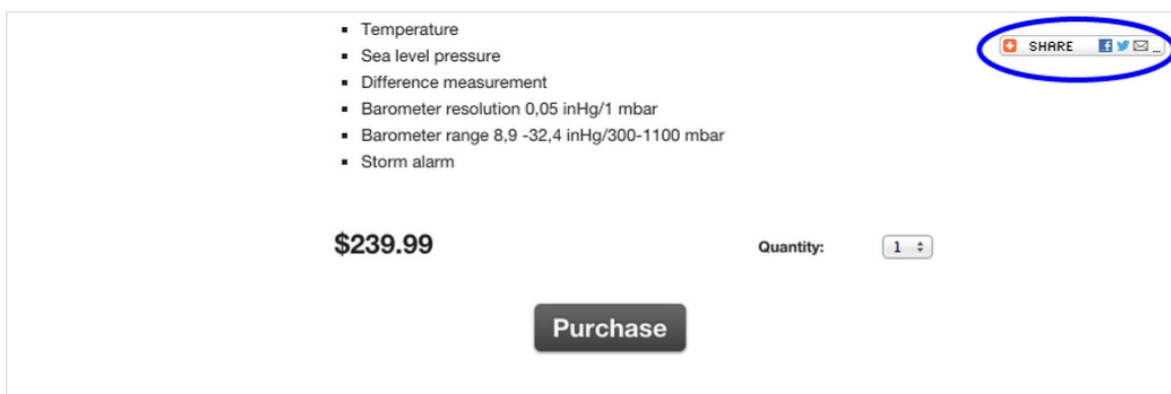 Temperature
SHARE
Sea level pressure
Difference measurement
Barometer resolution 0,05 inHg/1 mbar
Barometer range 8,9 -32,4 inHg/300-1100 mbar
Storm alarm
$239.99
Quantity:
1
Purchase